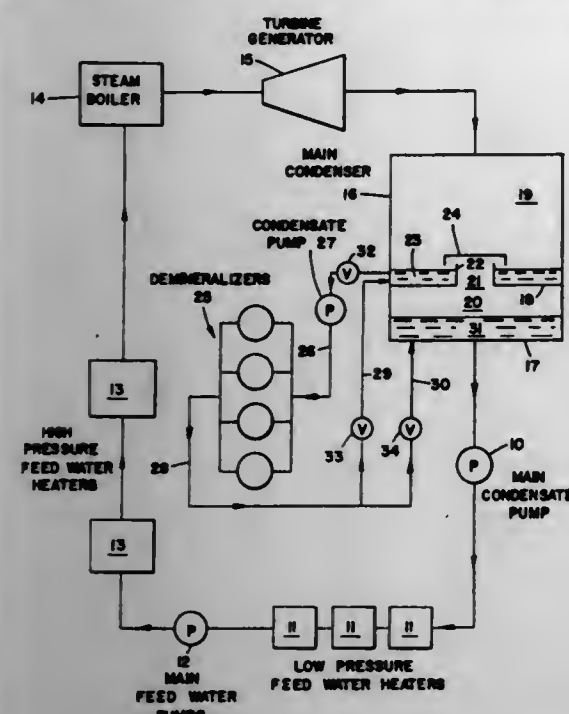 TURBINE
GENERATOR
15
STEAM
BOILER
14
MAIN
CONDENSER
16
19
24
23
22
21
18
20
31
17
CONDENSATE
PUMP 27
V
32
P
DEMINERALIZERS
25
26
29
30
V
33
V
34
28
13
HIGH
PRESSURE
FEED WATER
HEATERS
13
P
10
MAIN
CONDENSATE
PUMP
P
12
MAIN
FEED WATER
11
11
11
LOW PRESSURE
FEED WATER HEATERS